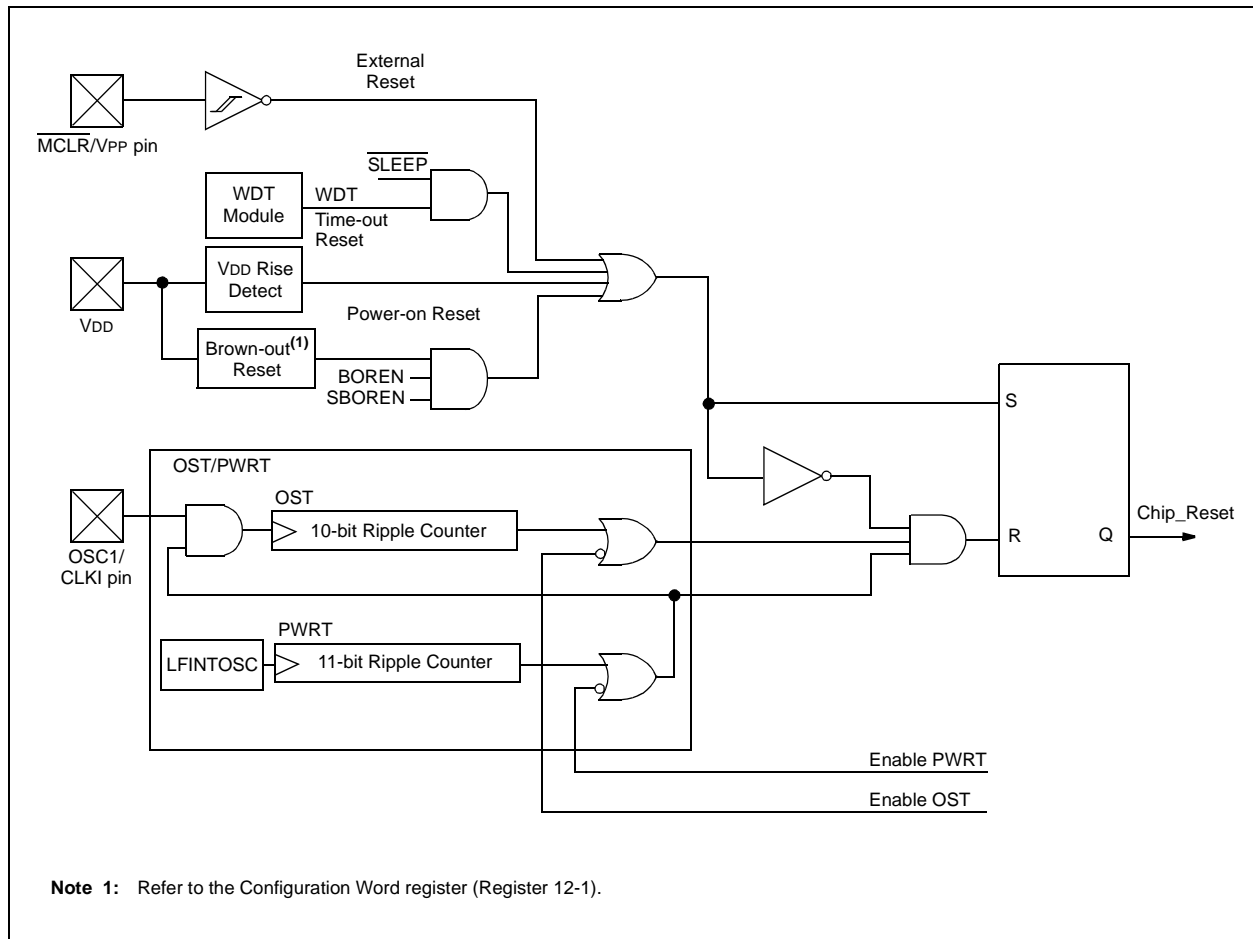 External
Reset
MCLR/VPP pin
SLEEP
WDT
Module
WDT
Time-out
Reset
VDD Rise
Detect
VDD
Power-on Reset
Brown-out(1)
Reset
BOREN
SBOREN
S
OST/PWRT
OST
10-bit Ripple Counter
OSC1/
CLKI pin
R
Q
Chip_Reset
PWRT
LFINTOSC
11-bit Ripple Counter
Enable PWRT
Enable OST
Note 1: Refer to the Configuration Word register (Register 12-1).